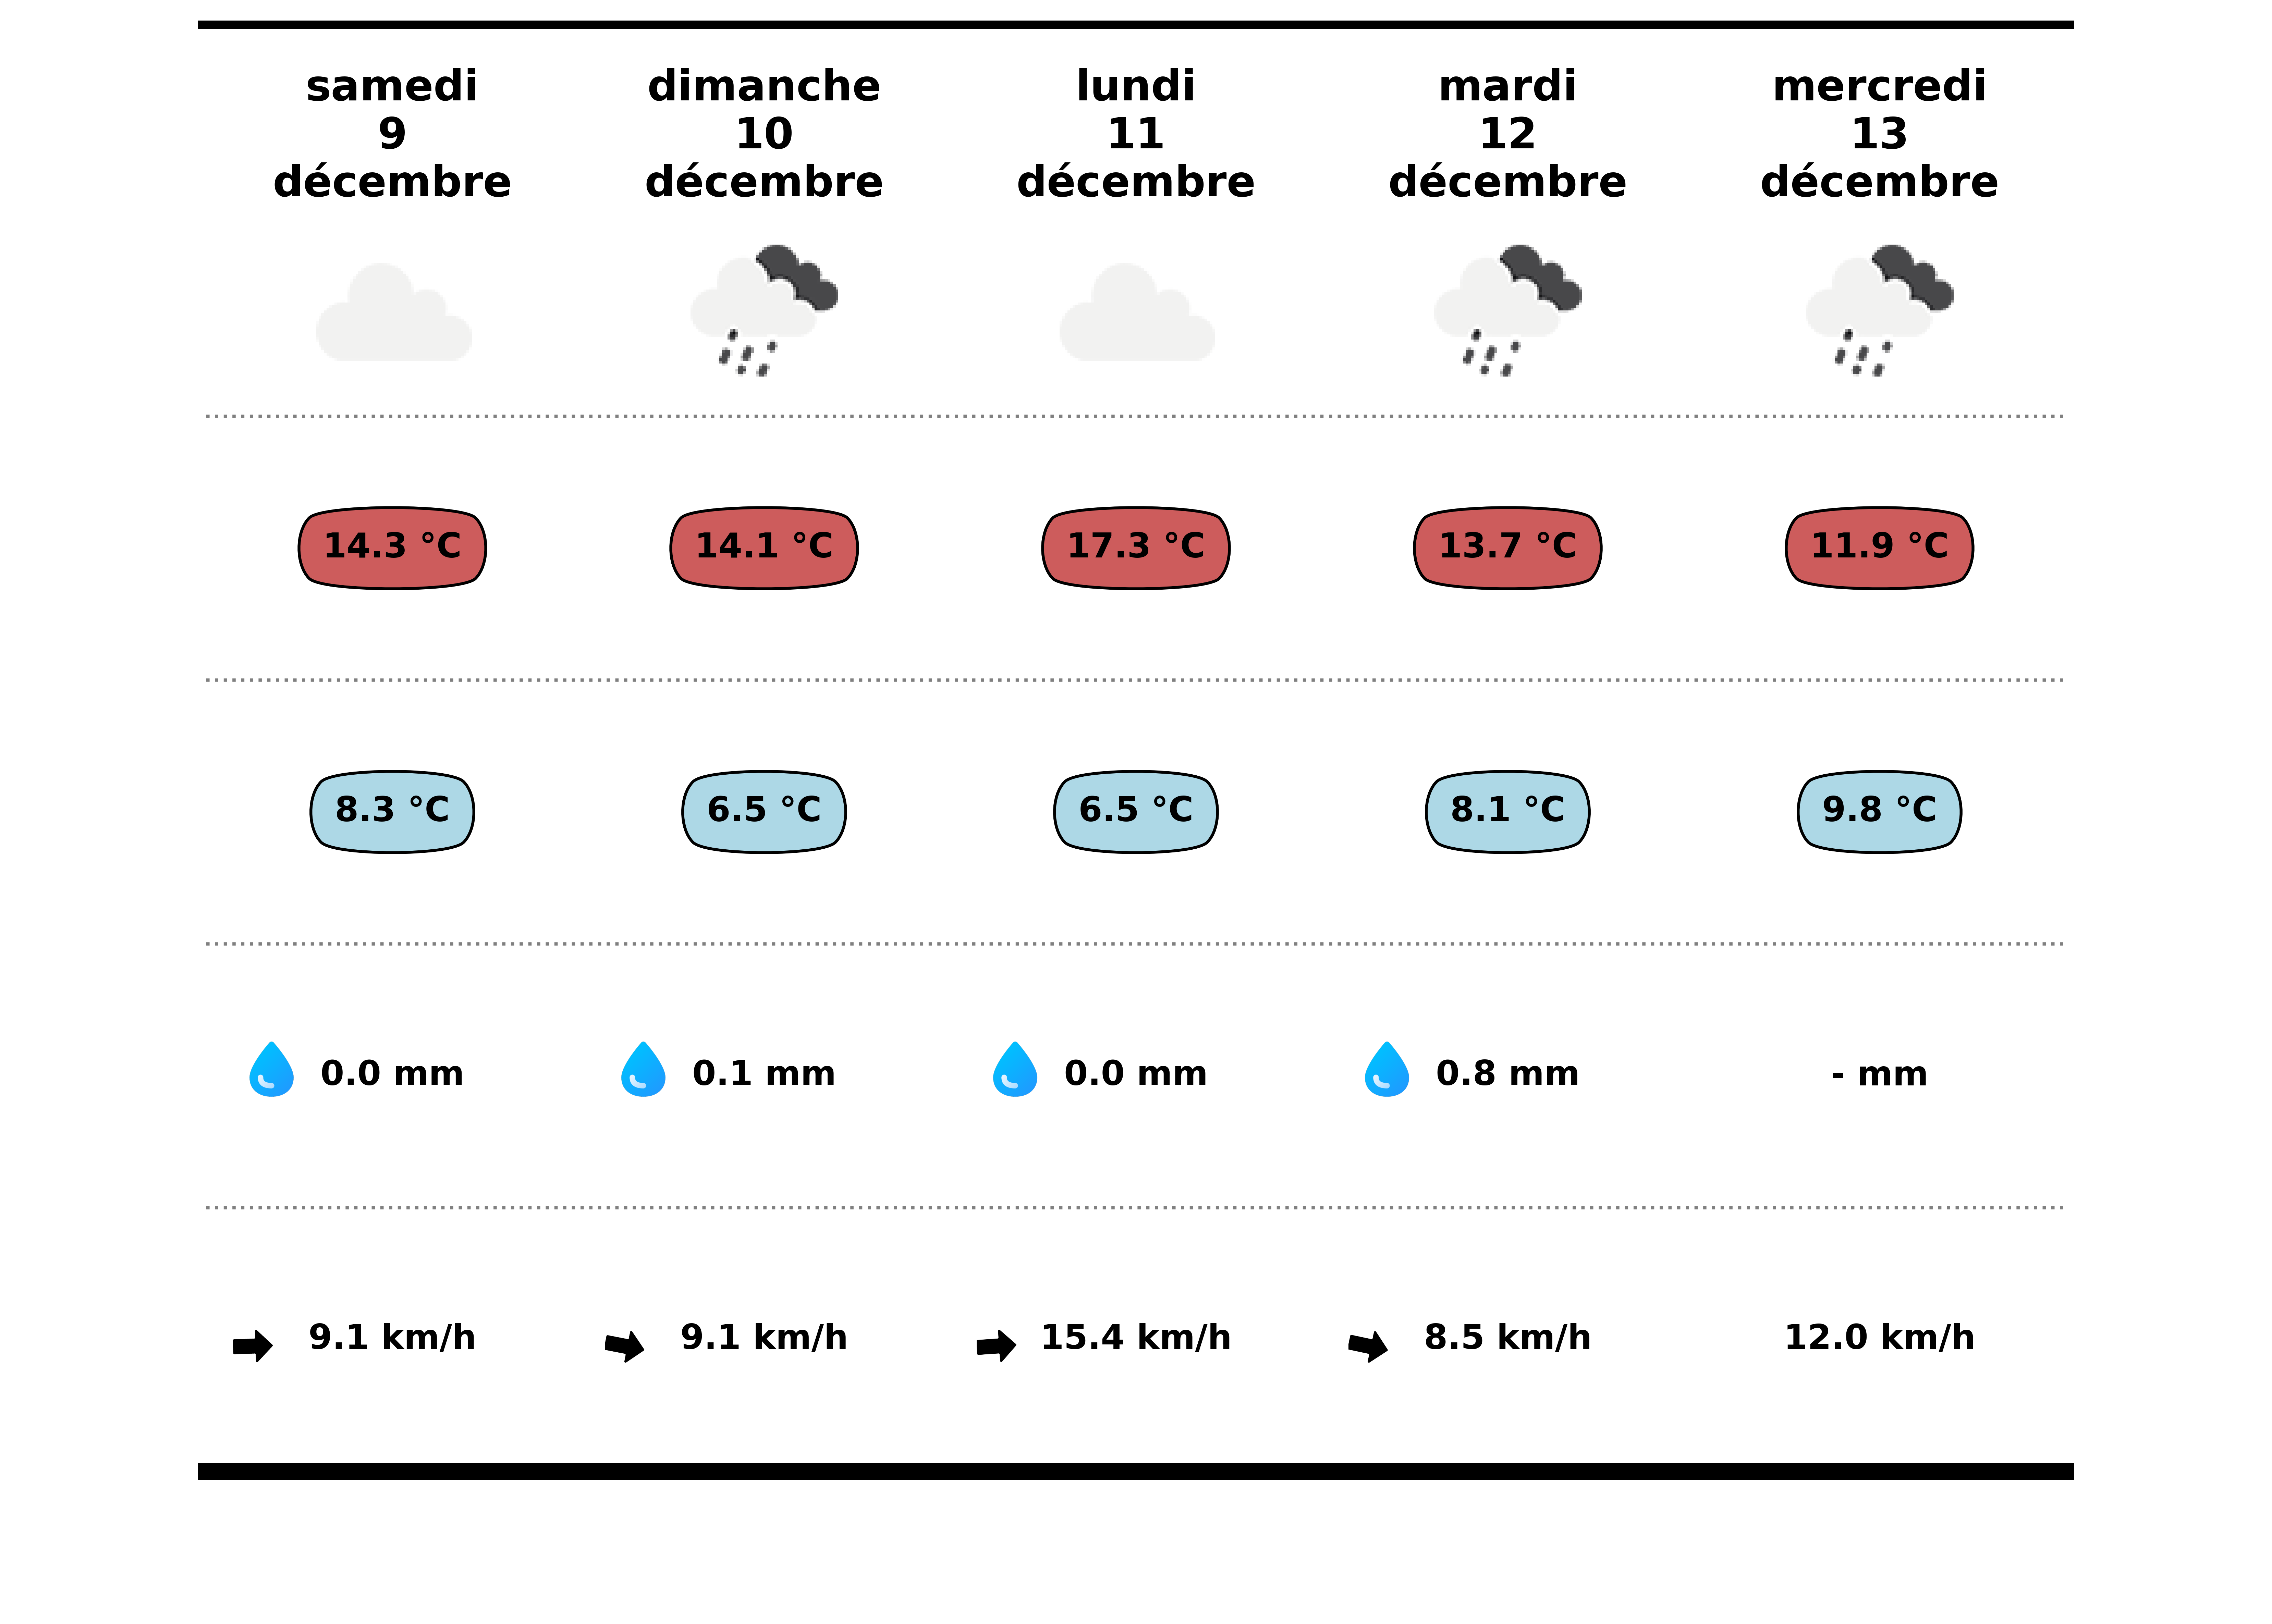 samedi
9
décembre
dimanche
10
décembre
lundi
11
décembre
mardi
12
décembre
mercredi
13
décembre
14.3 °C
14.1 °C
17.3 °C
13.7 °C
11.9 °C
8.3 °C
6.5 °C
6.5 °C
8.1 °C
9.8 °C
0.0 mm
0.1 mm
0.0 mm
0.8 mm
- mm
9.1 km/h
9.1 km/h
15.4 km/h
8.5 km/h
12.0 km/h